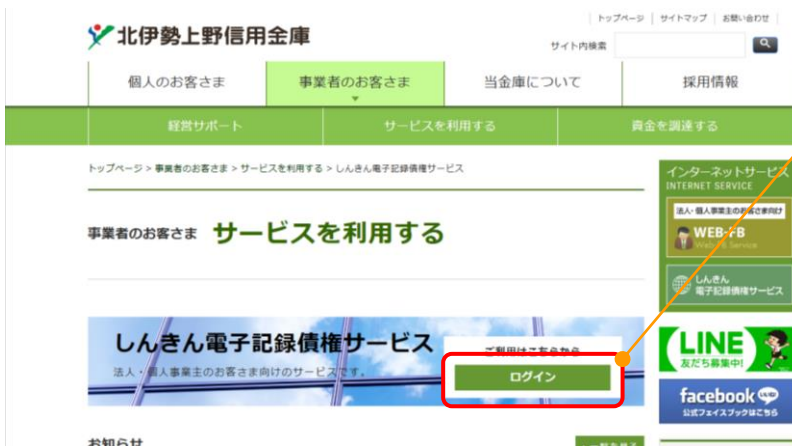 トップページ サイトマップ お問い合わせ
北伊勢上野信用金庫
サイト内検索
個人のお客さま 事業者のお客さま 当金庫について 採用情報
経営サポート サービスを利用する 資金を調達する
トップページ > 事業者のお客さま > サービスを利用する > しんきん電子記録債権サービス
インターネットサービス
INTERNET SERVICE
法人・個人事業主のお客さま向け
WEB-FB
Web-FB Service
しんきん
電子記録債権サービス
事業者のお客さま サービスを利用する
しんきん電子記録債権サービス
法人・個人事業主のお客さま向けのサービスです。
ご利用はこちらから
ログイン
LINE
友だち募集中!
facebook
公式フェイスブックはこちら
お知らせ
一覧を見る